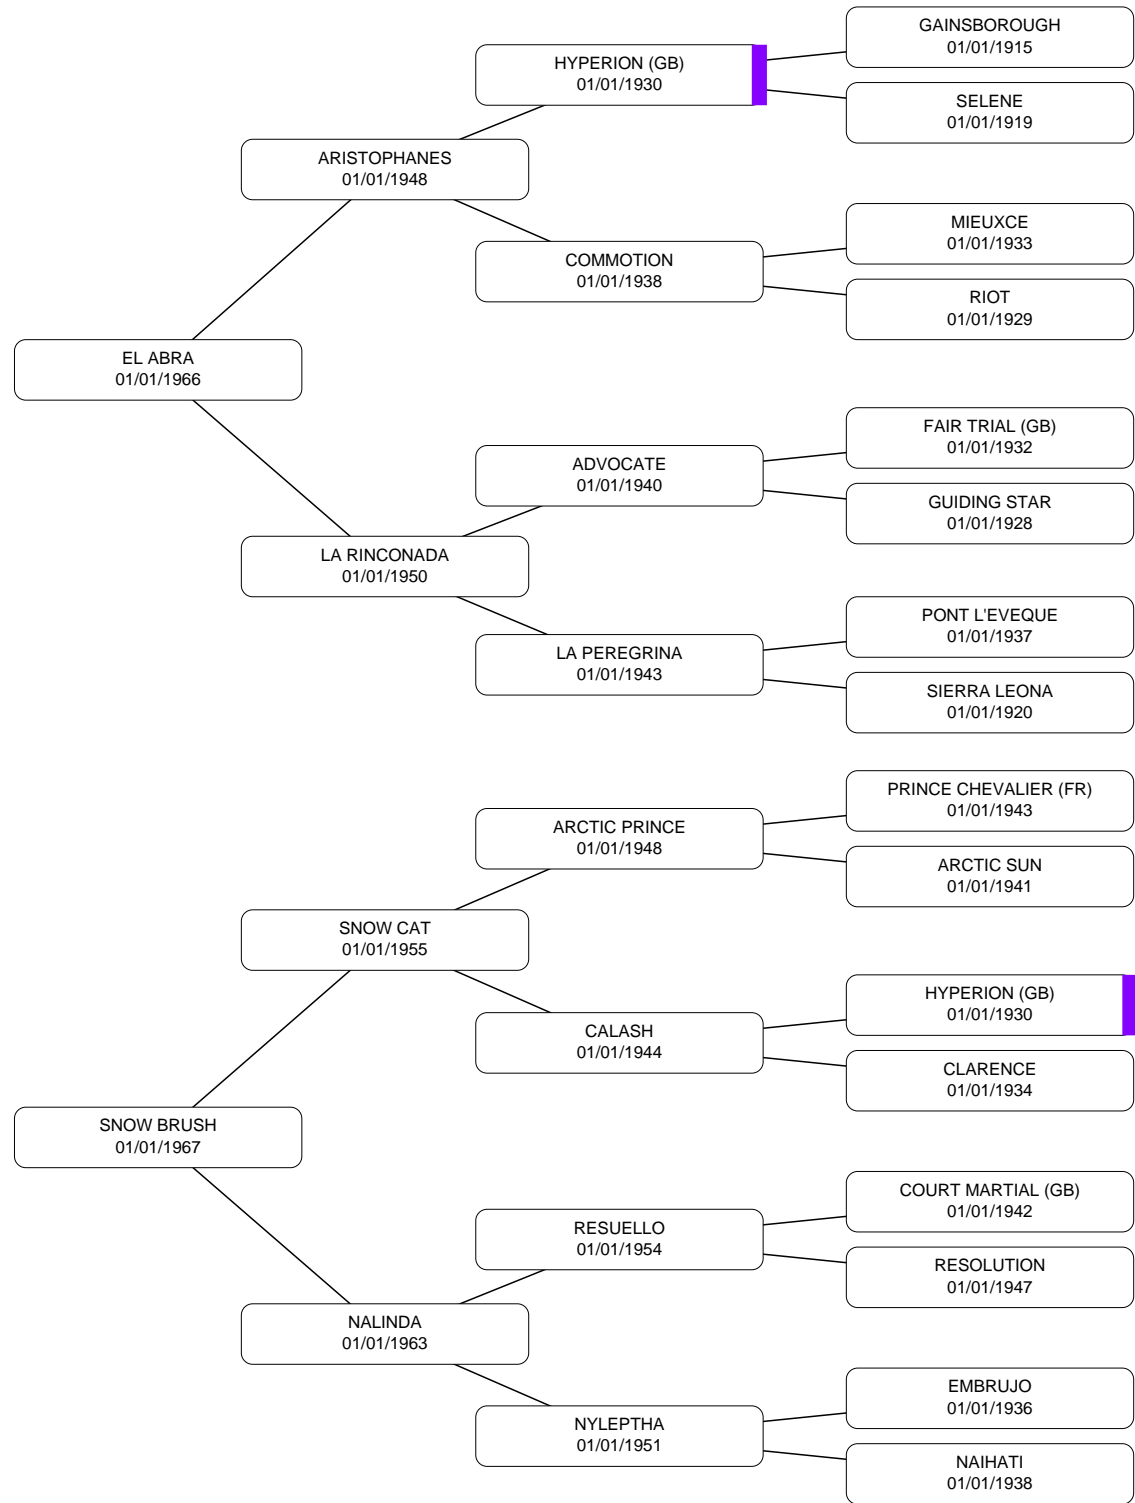 GAINSBOROUGH
01/01/1915
HYPERION (GB)
01/01/1930
SELENE
01/01/1919
ARISTOPHANES
01/01/1948
MIEUXCE
01/01/1933
COMMOTION
01/01/1938
RIOT
01/01/1929
EL ABRA
01/01/1966
FAIR TRIAL (GB)
01/01/1932
ADVOCATE
01/01/1940
GUIDING STAR
01/01/1928
LA RINCONADA
01/01/1950
PONT L'EVEQUE
01/01/1937
LA PEREGRINA
01/01/1943
SIERRA LEONA
01/01/1920
PRINCE CHEVALIER (FR)
01/01/1943
ARCTIC PRINCE
01/01/1948
ARCTIC SUN
01/01/1941
SNOW CAT
01/01/1955
HYPERION (GB)
01/01/1930
CALASH
01/01/1944
CLARENCE
01/01/1934
SNOW BRUSH
01/01/1967
COURT MARTIAL (GB)
01/01/1942
RESUELLO
01/01/1954
RESOLUTION
01/01/1947
NALINDA
01/01/1963
EMBRUJO
01/01/1936
NYLEPTHA
01/01/1951
NAIHATI
01/01/1938